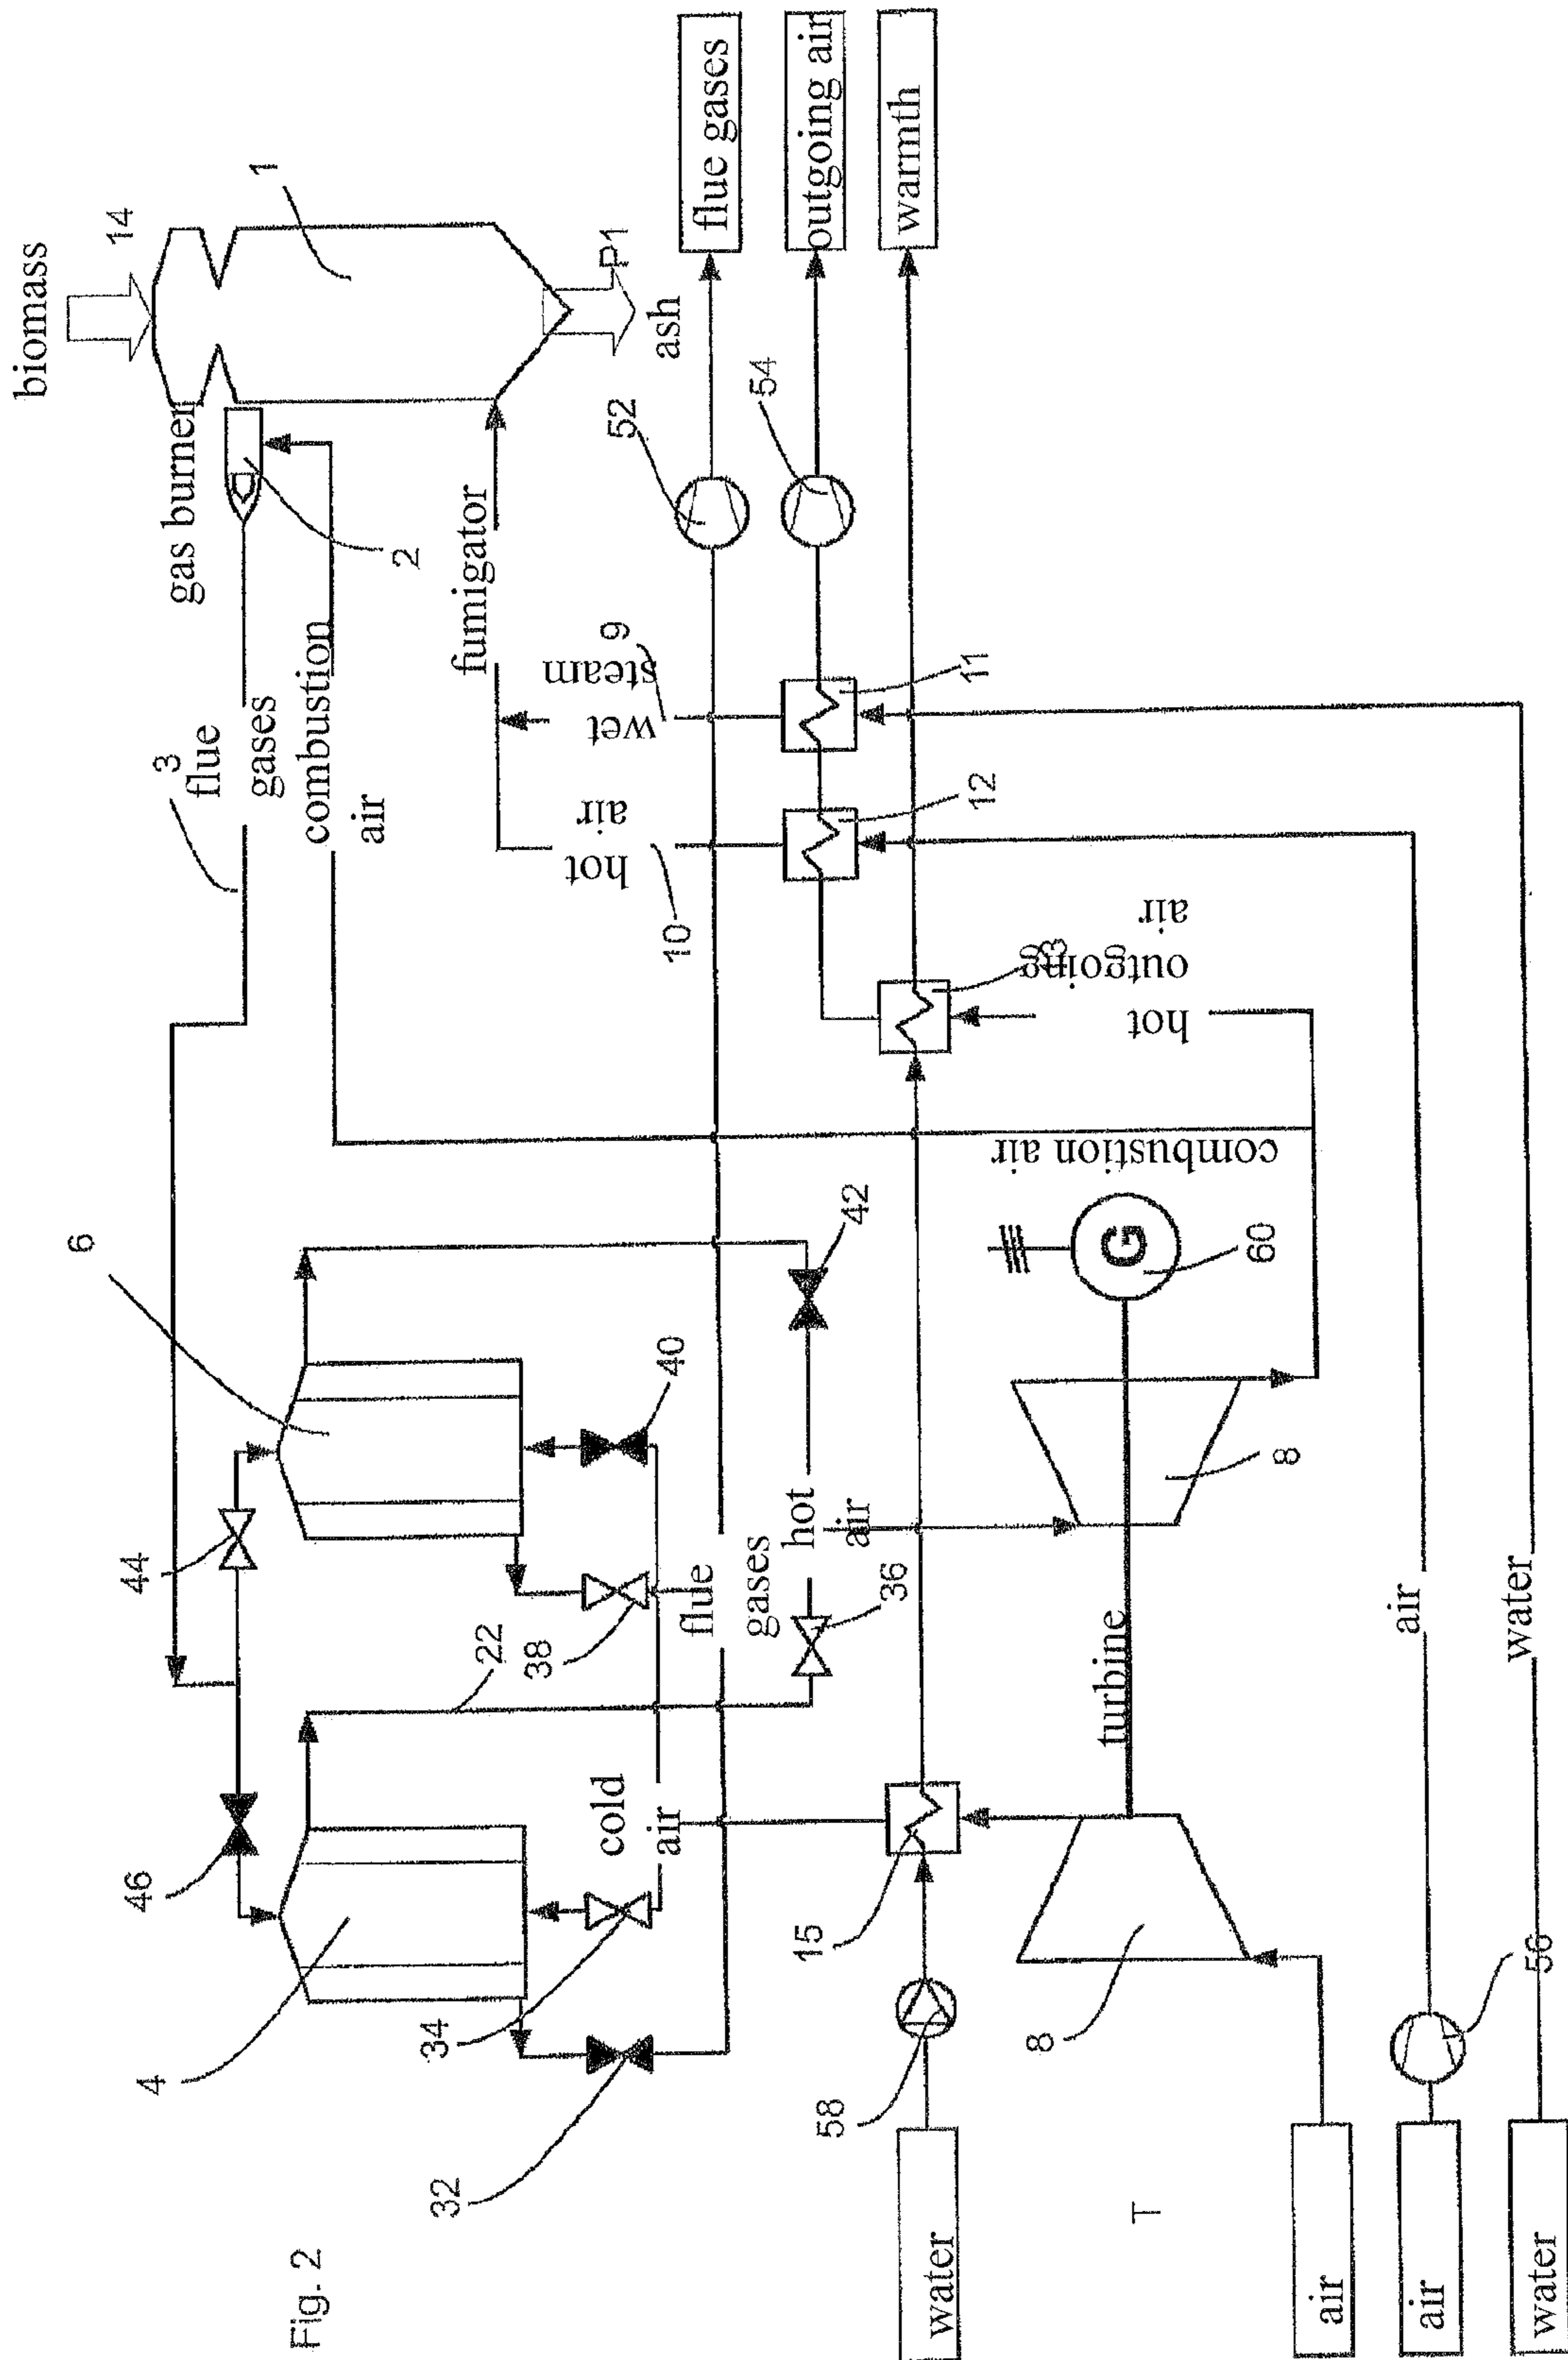 Fig. 2
biomass
14
1
gas burner
2
3
flue
gases
combustion
air
fumigator
P1
ash
flue gases
outgoing air
warmth
52
54
wet
steam
9
hot
air
10
11
12
hot
outgoing
air
combustion air
6
44
46
4
22
38
40
42
34
32
cold
air
flue
gases
hot
air
36
15
58
8
8
turbine
G
60
56
air
water
T
water
air
air
water